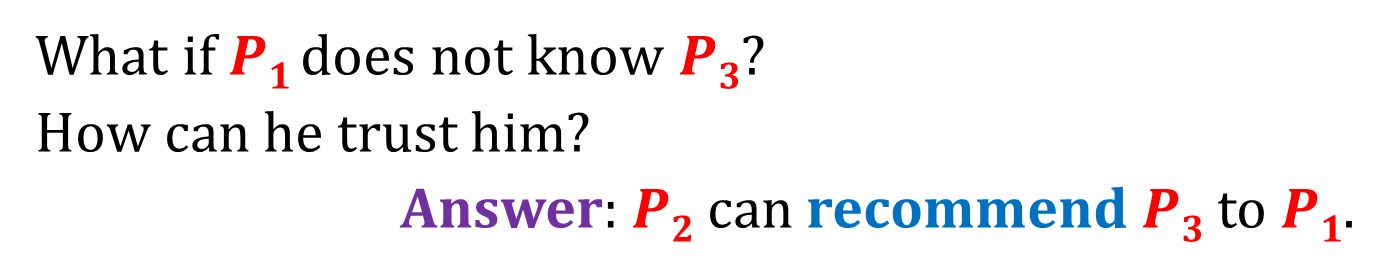 What if P₁ does not know P₃?
How can he trust him?
Answer: P₂ can recommend P₃ to P₁.